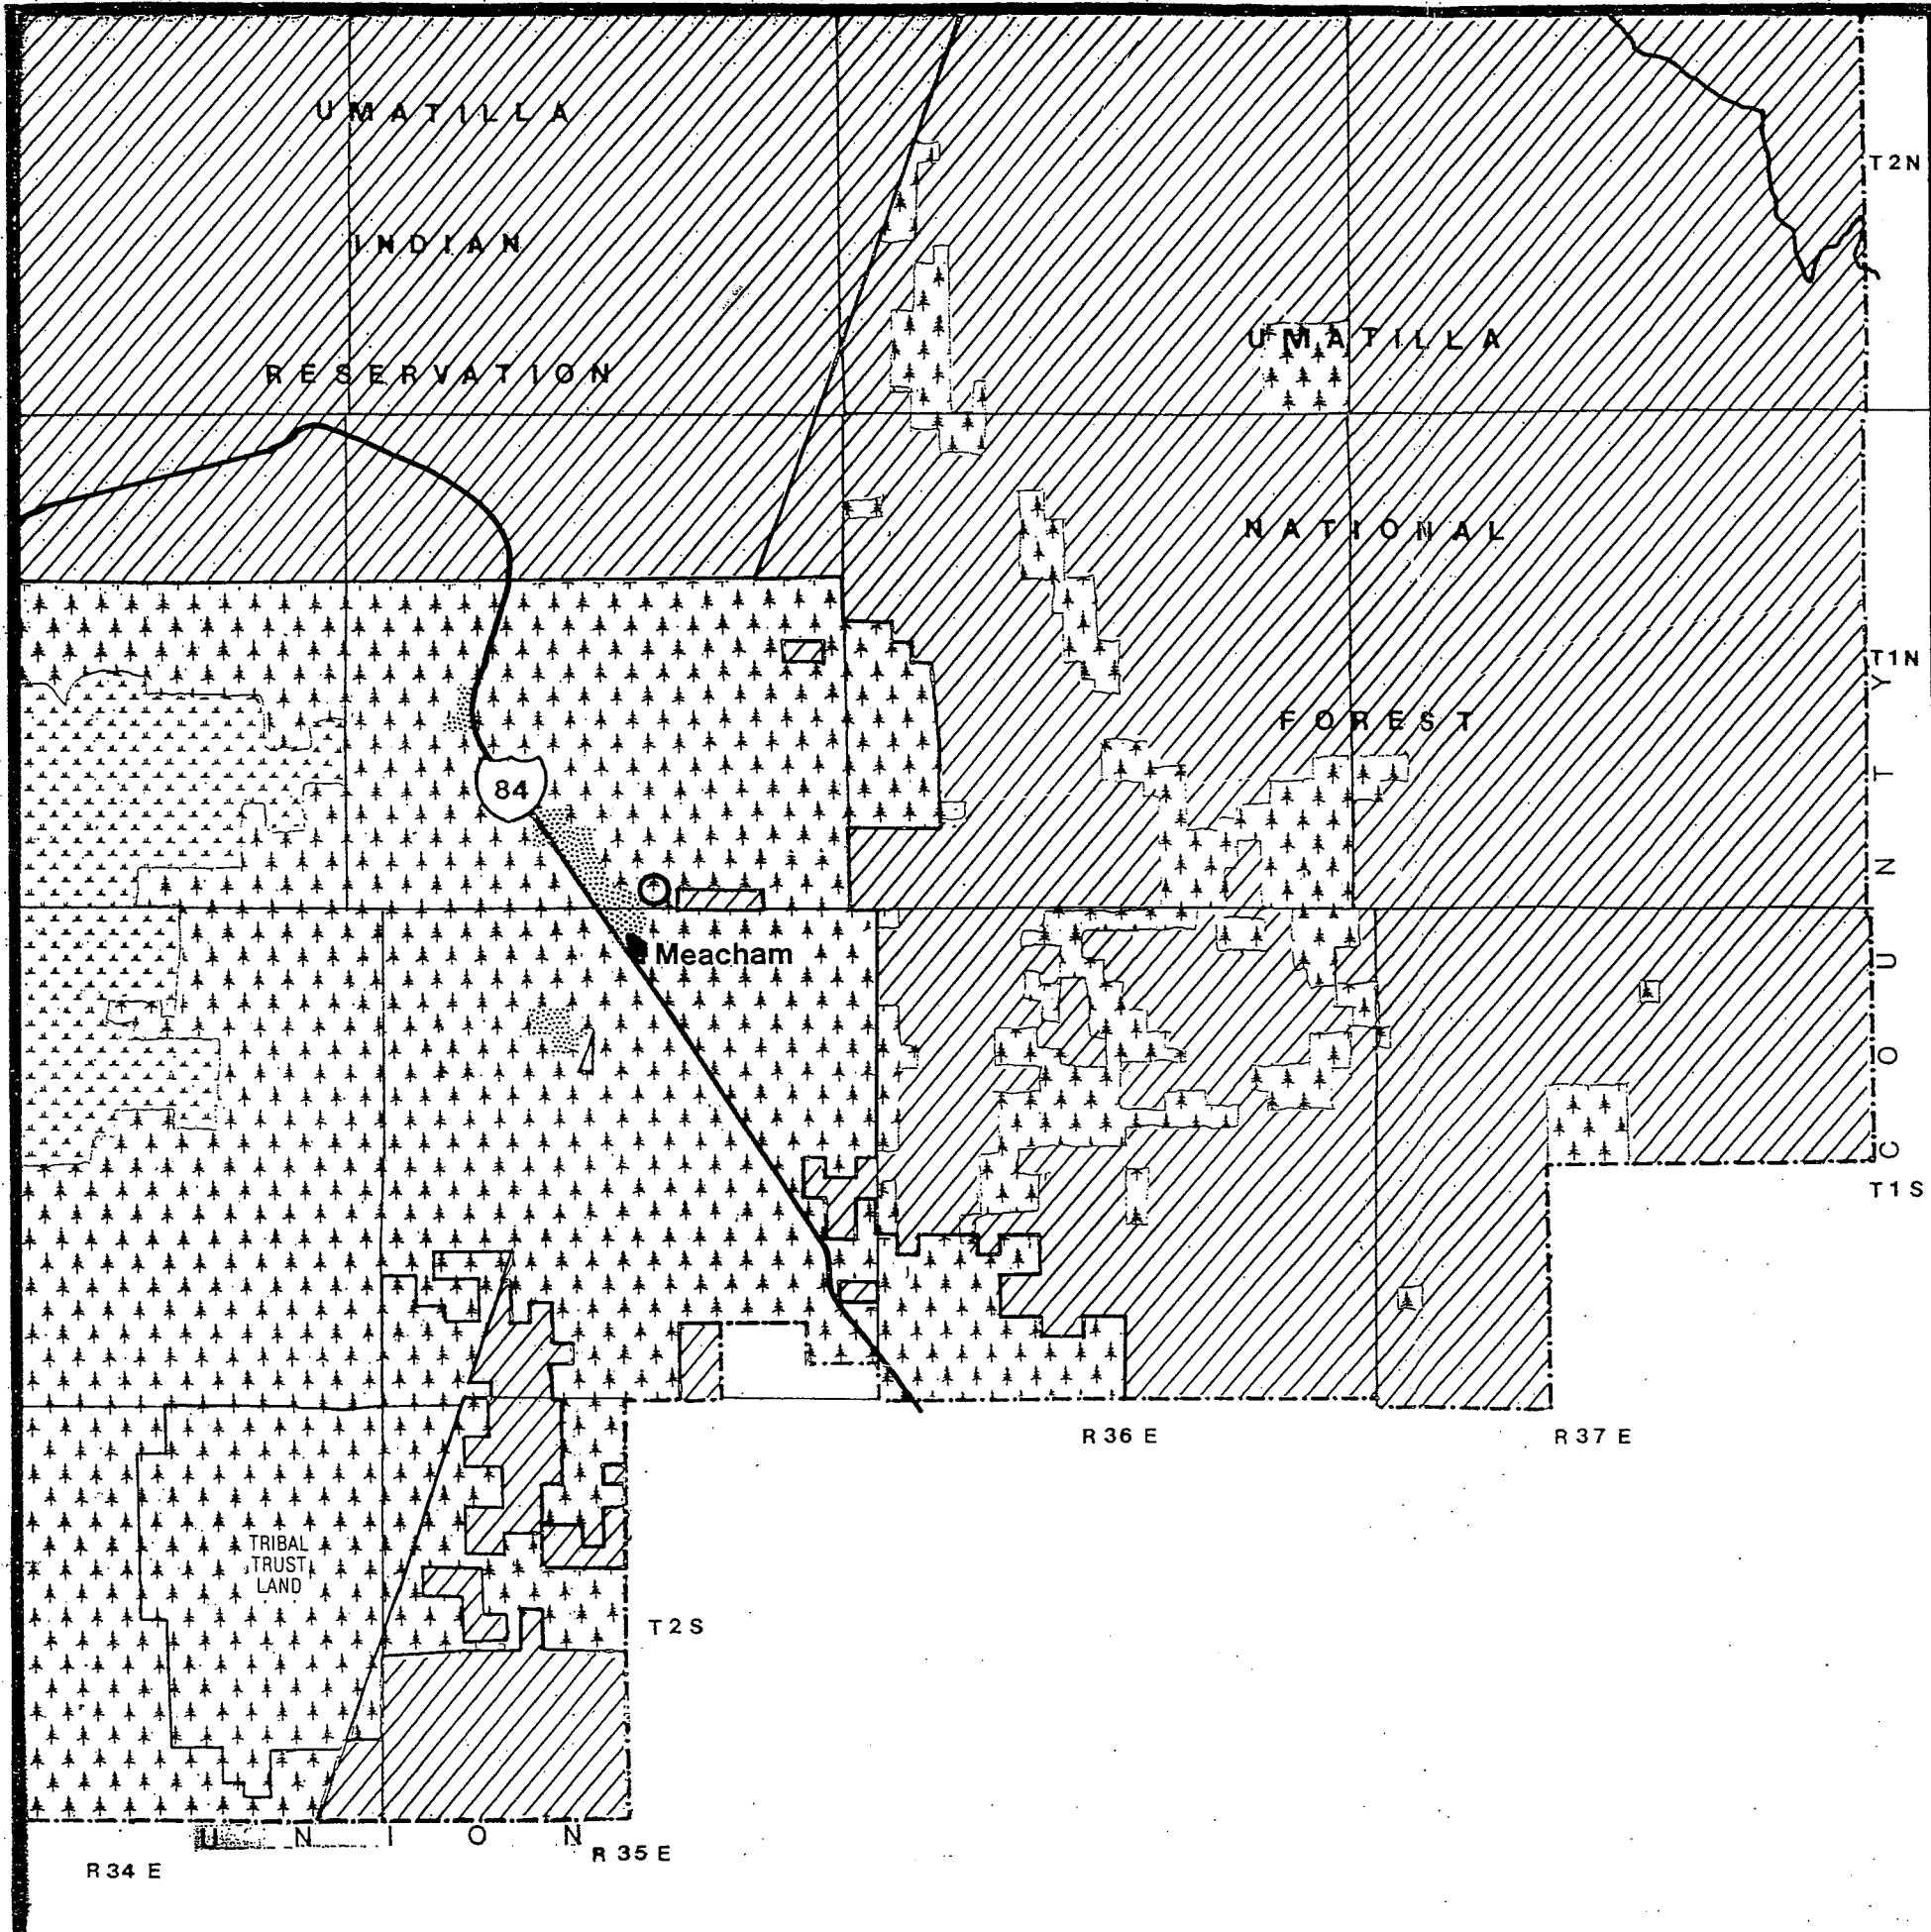 UMATILLA
INDIAN
RESERVATION
UMATILLA
NATIONAL
FOREST
T2N
T1N
COUNTY
84
Meacham
T1S
R36E
R37E
TRIBAL
TRUST
LAND
T2S
UNION
R35E
R34E